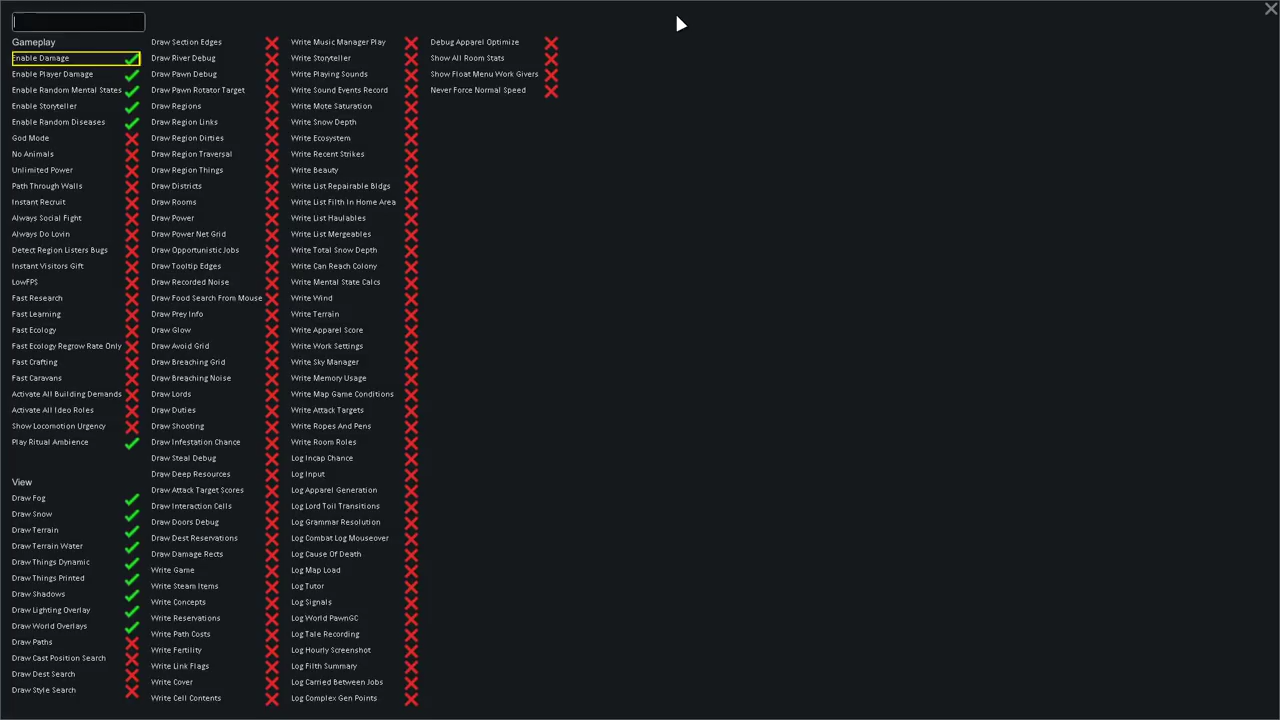 Gameplay
Enable Damage
Enable Player Damage
Enable Random Mental States
Enable Storyteller
Enable Random Diseases
God Mode
No Animals
Unlimited Power
Path Through Walls
Instant Recruit
Always Social Fight
Always Do Lovin
Detect Region Listers Bugs
Instant Visitors Gift
LowFPS
Fast Research
Fast Learning
Fast Ecology
Fast Ecology Regrow Rate Only
Fast Crafting
Fast Caravans
Activate All Building Demands
Activate All Ideo Roles
Show Locomotion Urgency
Play Ritual Ambience
View
Draw Fog
Draw Snow
Draw Terrain
Draw Terrain Water
Draw Things Dynamic
Draw Things Printed
Draw Shadows
Draw Lighting Overlay
Draw World Overlays
Draw Paths
Draw Cast Position Search
Draw Dest Search
Draw Style Search
Draw Section Edges
Draw River Debug
Draw Pawn Debug
Draw Pawn Rotator Target
Draw Regions
Draw Region Links
Draw Region Dirties
Draw Region Traversal
Draw Region Things
Draw Districts
Draw Rooms
Draw Power
Draw Power Net Grid
Draw Opportunistic Jobs
Draw Tooltip Edges
Draw Recorded Noise
Draw Food Search From Mouse
Draw Prey Info
Draw Glow
Draw Avoid Grid
Draw Breaching Grid
Draw Breaching Noise
Draw Lords
Draw Duties
Draw Shooting
Draw Infestation Chance
Draw Steal Debug
Draw Deep Resources
Draw Attack Target Scores
Draw Interaction Cells
Draw Doors Debug
Draw Dest Reservations
Draw Damage Rects
Write Game
Write Steam Items
Write Concepts
Write Reservations
Write Path Costs
Write Fertility
Write Link Flags
Write Cover
Write Cell Contents
Write Music Manager Play
Write Storyteller
Write Playing Sounds
Write Sound Events Record
Write Mote Saturation
Write Snow Depth
Write Ecosystem
Write Recent Strikes
Write Beauty
Write List Repairable Bldgs
Write List Filth In Home Area
Write List Haulables
Write List Mergeables
Write Total Snow Depth
Write Can Reach Colony
Write Mental State Calcs
Write Wind
Write Terrain
Write Apparel Score
Write Work Settings
Write Sky Manager
Write Memory Usage
Write Map Game Conditions
Write Attack Targets
Write Ropes And Pens
Write Room Roles
Log Incap Chance
Log Input
Log Apparel Generation
Log Lord Toil Transitions
Log Grammar Resolution
Log Combat Log Mouseover
Log Cause Of Death
Log Map Load
Log Tutor
Log Signals
Log World PawnGC
Log Tale Recording
Log Hourly Screenshot
Log Filth Summary
Log Carried Between Jobs
Log Complex Gen Points
Debug Apparel Optimize
Show All Room Stats
Show Float Menu Work Givers
Never Force Normal Speed